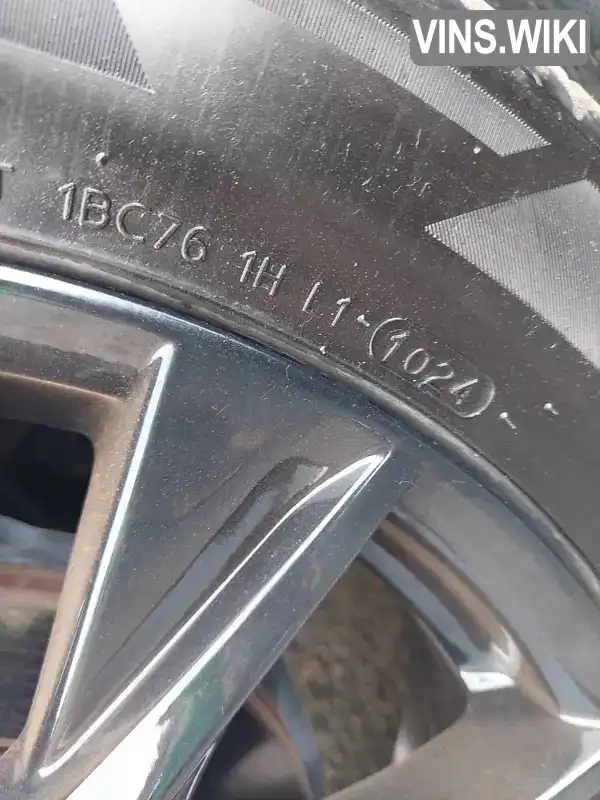 VINS.WIKI
T 1BC76 1H L1-(1024)-